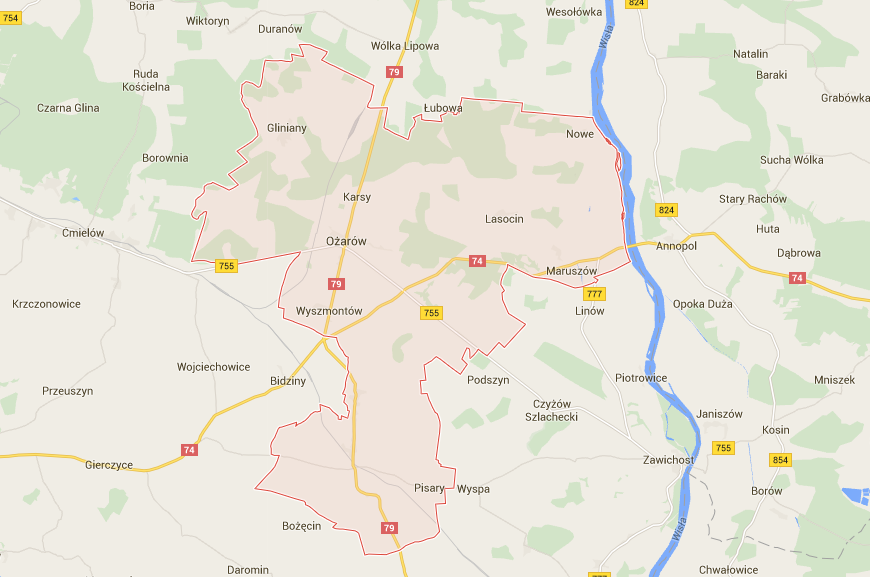 Boria
754
Wiktoryn
Duranów
Wesołówka
824
Wisła
Wólka Lipowa
Natalin
79
Baraki
Ruda
Kościelna
Grabówka
Czarna Glina
Łubowa
Gliniany
Nowe
Borownia
Sucha Wólka
Karsy
Stary Rachów
824
Lasocin
Huta
Ćmielów
Ożarów
Annopol
Dąbrowa
755
74
Maruszów
74
79
777
Krzczonowice
Wyszmontów
755
Linów
Opoka Duża
Wojciechowice
Bidziny
Podszyn
Piotrowice
Mniszek
Przeuszyn
Czyżów
Szlachecki
Janiszów
Kosin
74
755
Gierczyce
Zawichost
854
Pisary
Wyspa
Borów
Bożęcin
79
Wisła
Daromin
777
Chwałowice